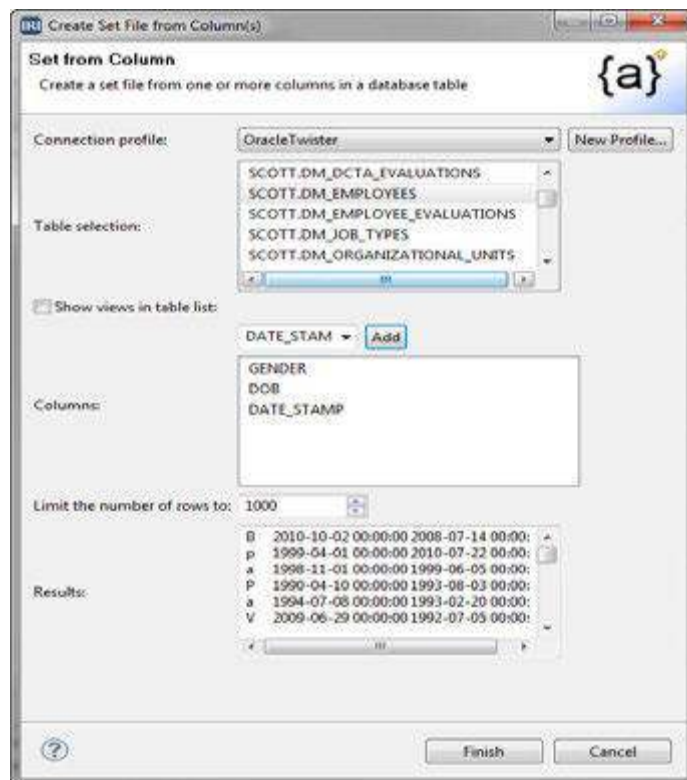 IRI Create Set File from Column(s)
Set from Column
Create a set file from one or more columns in a database table
{a}
Connection profile: OracleTwister New Profile...
Table selection:
SCOTT.DM_DCTA_EVALUATIONS
SCOTT.DM_EMPLOYEES
SCOTT.DM_EMPLOYEE_EVALUATIONS
SCOTT.DM_JOB_TYPES
SCOTT.DM_ORGANIZATIONAL_UNITS
Show views in table list:
DATE_STAM Add
Columns:
GENDER
DOB
DATE_STAMP
Limit the number of rows to: 1000
Results:
B 2010-10-02 00:00:00 2008-07-14 00:00:
p 1999-04-01 00:00:00 2010-07-22 00:00:
a 1998-11-01 00:00:00 1999-06-05 00:00:
P 1990-04-10 00:00:00 1993-08-03 00:00:
a 1994-07-08 00:00:00 1993-02-20 00:00:
V 2009-06-29 00:00:00 1992-07-05 00:00:
? Finish Cancel